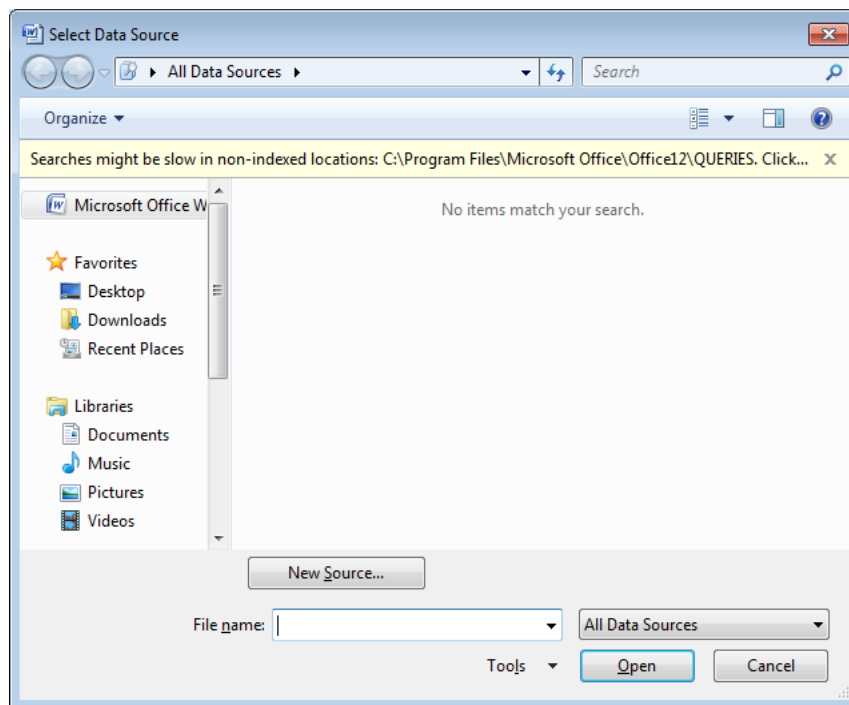 Select Data Source
All Data Sources
Search
Organize
Searches might be slow in non-indexed locations: C:\Program Files\Microsoft Office\Office12\QUERIES. Click...
Microsoft Office W
No items match your search.
Favorites
Desktop
Downloads
Recent Places
Libraries
Documents
Music
Pictures
Videos
New Source...
File name:
All Data Sources
Tools
Open
Cancel